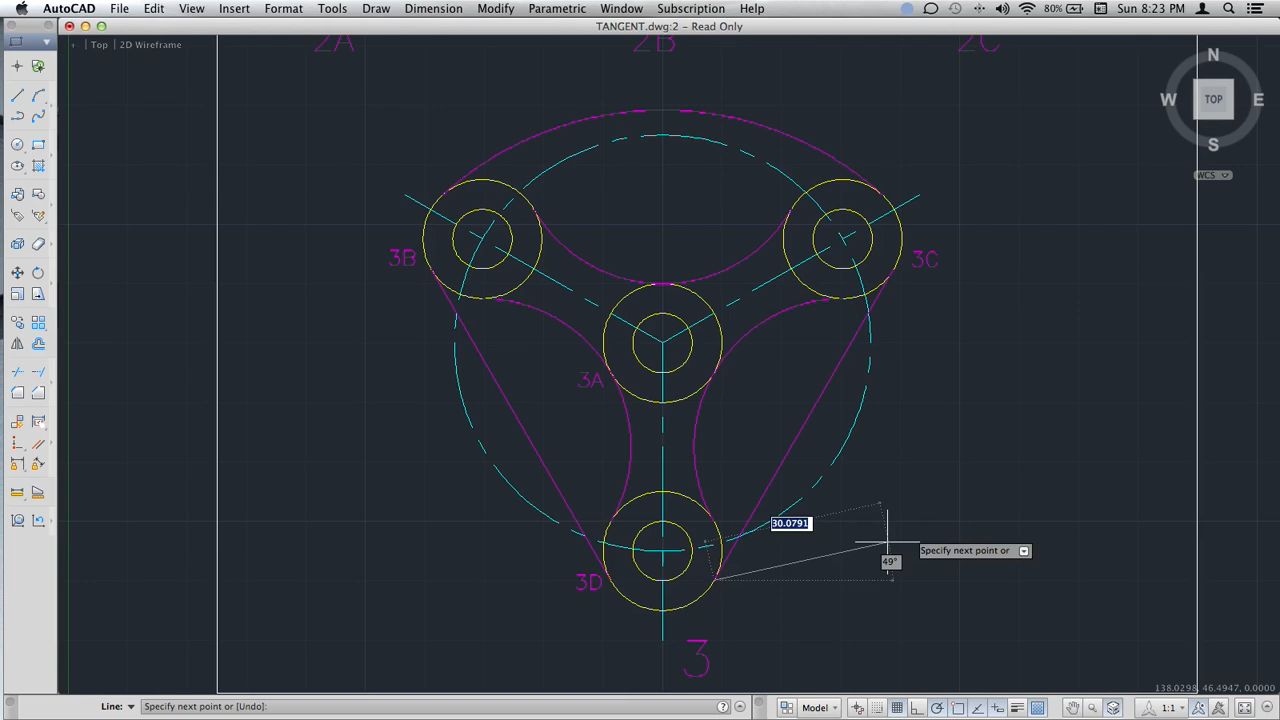 AutoCAD File Edit View Insert Format Tools Draw Dimension Modify Parametric Window Subscription Help 80% Sun 8:23 PM
TANGENT.dwg:2 - Read Only
+ Top 2D Wireframe
2A 2B 2C
N
W TOP E
S
WCS
3B 3C
3A
30.0791
Specify next point or
49°
3D
3
138.0298, 46.4947, 0.0000
Line: Specify next point or [Undo]: ? Model 1:1